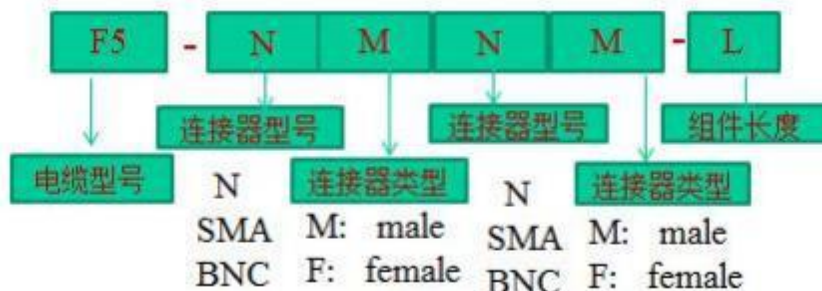 F5 - N M N M - L
连接器型号 连接器型号 组件长度
电缆型号 N 连接器类型 N 连接器类型
SMA M: male SMA M: male
BNC F: female BNC F: female